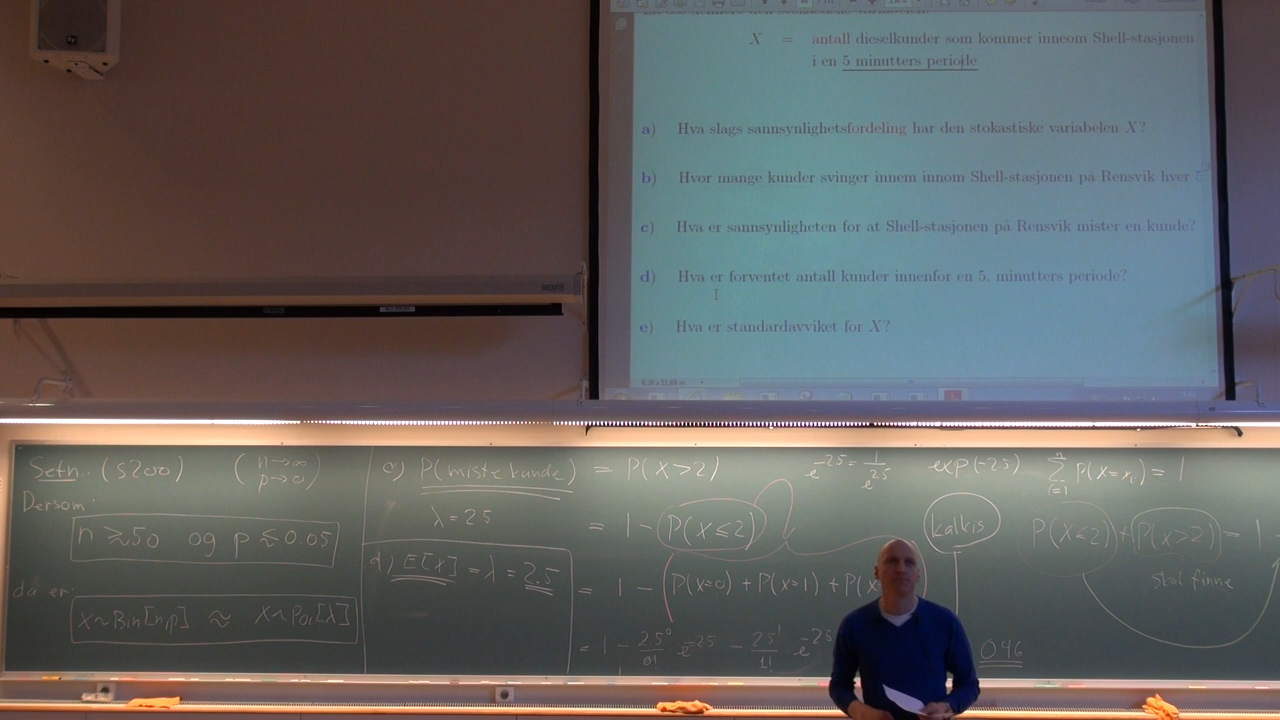 X = antall dieselkunder som kommer inneom Shell-stasjonen
i en 5 minutters periode
a) Hva slags sannsynlighetsfordeling har den stokastiske variabelen X?
b) Hvor mange kunder svinger innem innom Shell-stasjonen på Rensvik hver 5
c) Hva er sannsynligheten for at Shell-stasjonen på Rensvik mister en kunde?
d) Hva er forventet antall kunder innenfor en 5. minutters periode?
e) Hva er standardavviket for X?
Setn. (S200) (n→∞
p→0)
Dersom:
n ≳ 50 og p ≲ 0.05
då er:
X~Bin[n,p] ≈ X~Poi[λ]
c) P(miste kunde) = P(X>2)
λ = 2.5
= 1 - P(X≤2)
d) E[X] = λ = 2.5
= 1 - (P(X=0) + P(X=1) + P(X
= 1 - 2.5⁰/0! e^-2.5 - 2.5¹/1! e^-2.5
0.46
e^-2.5 = 1/e^2.5
exp(-2.5)
kalkis
n
∑ P(X=xᵢ) = 1
i=1
P(X≤2) + P(X>2) = 1
skal finne